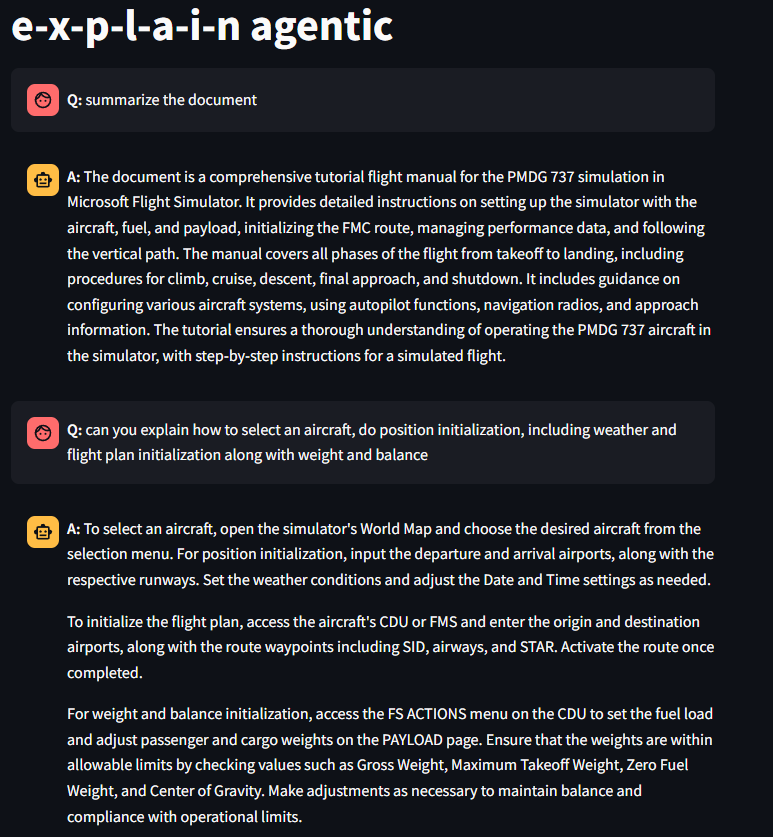 e-x-p-l-a-i-n agentic
Q: summarize the document
A: The document is a comprehensive tutorial flight manual for the PMDG 737 simulation in
Microsoft Flight Simulator. It provides detailed instructions on setting up the simulator with the
aircraft, fuel, and payload, initializing the FMC route, managing performance data, and following
the vertical path. The manual covers all phases of the flight from takeoff to landing, including
procedures for climb, cruise, descent, final approach, and shutdown. It includes guidance on
configuring various aircraft systems, using autopilot functions, navigation radios, and approach
information. The tutorial ensures a thorough understanding of operating the PMDG 737 aircraft in
the simulator, with step-by-step instructions for a simulated flight.
Q: can you explain how to select an aircraft, do position initialization, including weather and
flight plan initialization along with weight and balance
A: To select an aircraft, open the simulator's World Map and choose the desired aircraft from the
selection menu. For position initialization, input the departure and arrival airports, along with the
respective runways. Set the weather conditions and adjust the Date and Time settings as needed.
To initialize the flight plan, access the aircraft's CDU or FMS and enter the origin and destination
airports, along with the route waypoints including SID, airways, and STAR. Activate the route once
completed.
For weight and balance initialization, access the FS ACTIONS menu on the CDU to set the fuel load
and adjust passenger and cargo weights on the PAYLOAD page. Ensure that the weights are within
allowable limits by checking values such as Gross Weight, Maximum Takeoff Weight, Zero Fuel
Weight, and Center of Gravity. Make adjustments as necessary to maintain balance and
compliance with operational limits.